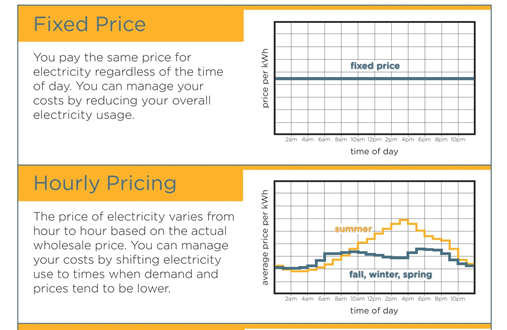 Fixed Price
You pay the same price for
electricity regardless of the time
of day. You can manage your
costs by reducing your overall
electricity usage.
price per kWh
fixed price
2am 4am 6am 8am 10am 12pm 2pm 4pm 6pm 8pm 10pm
time of day
Hourly Pricing
The price of electricity varies from
hour to hour based on the actual
wholesale price. You can manage
your costs by shifting electricity
use to times when demand and
prices tend to be lower.
average price per kWh
summer
fall, winter, spring
2am 4am 6am 8am 10am 12pm 2pm 4pm 6pm 8pm 10pm
time of day